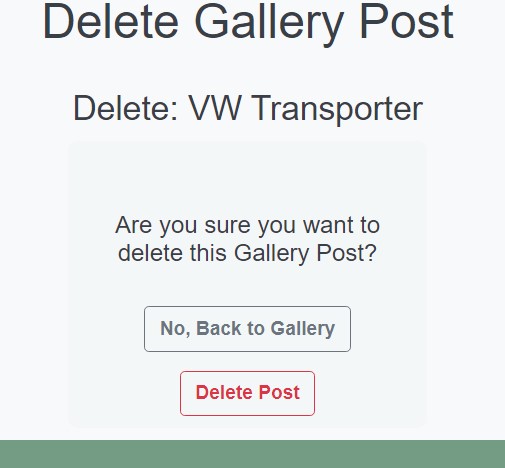 Delete Gallery Post
Delete: VW Transporter
Are you sure you want to
delete this Gallery Post?
No, Back to Gallery
Delete Post